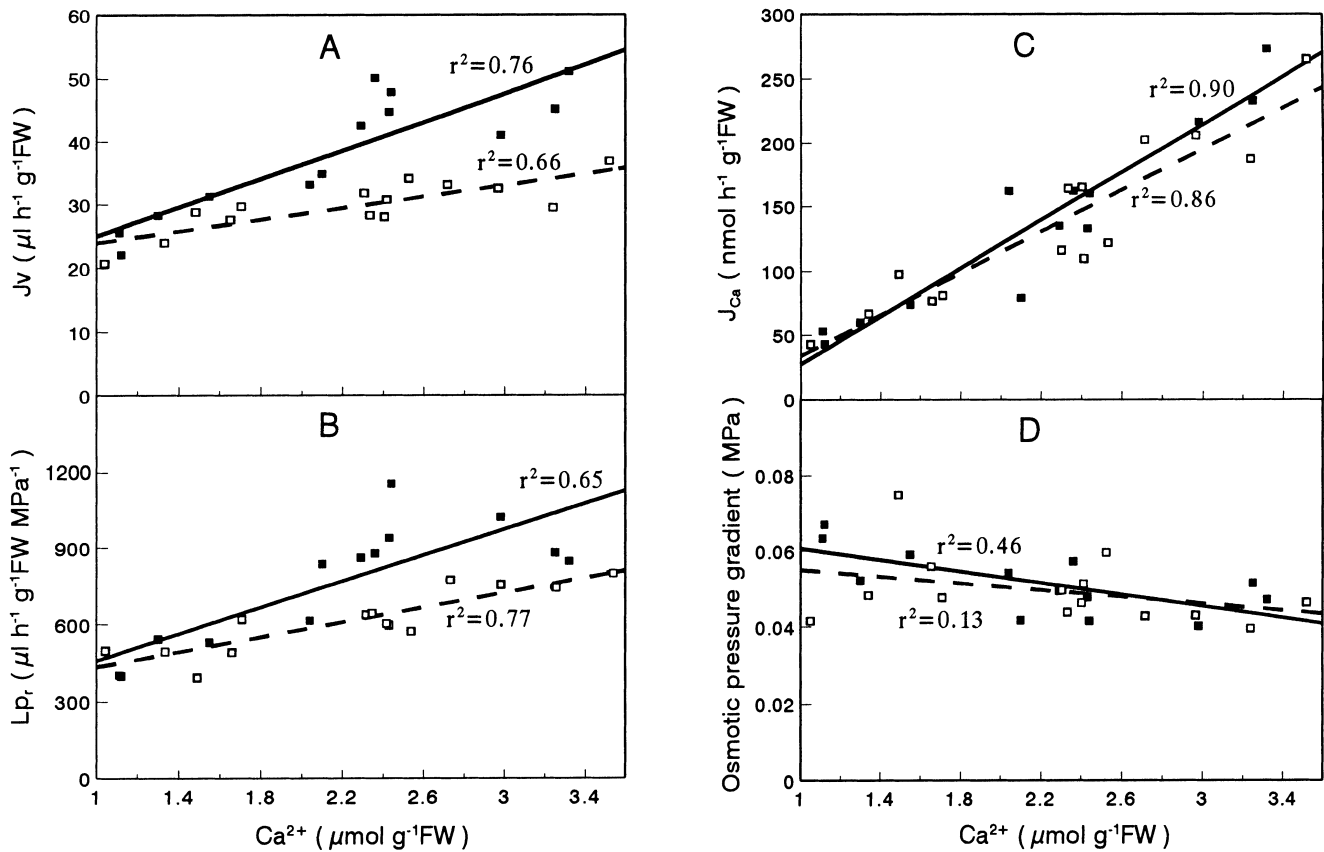 A
r²=0.76
r²=0.66
Jv ( µl h⁻¹ g⁻¹FW )
60
50
40
30
20
10
0
B
r²=0.65
r²=0.77
Lpᵣ ( µl h⁻¹ g⁻¹FW MPa⁻¹ )
1200
900
600
300
0
1 1.4 1.8 2.2 2.6 3 3.4
Ca²⁺ ( µmol g⁻¹FW )
C
r²=0.90
r²=0.86
J_Ca ( nmol h⁻¹ g⁻¹FW )
300
250
200
150
100
50
0
D
r²=0.46
r²=0.13
Osmotic pressure gradient ( MPa )
0.08
0.06
0.04
0.02
0
1 1.4 1.8 2.2 2.6 3 3.4
Ca²⁺ ( µmol g⁻¹FW )